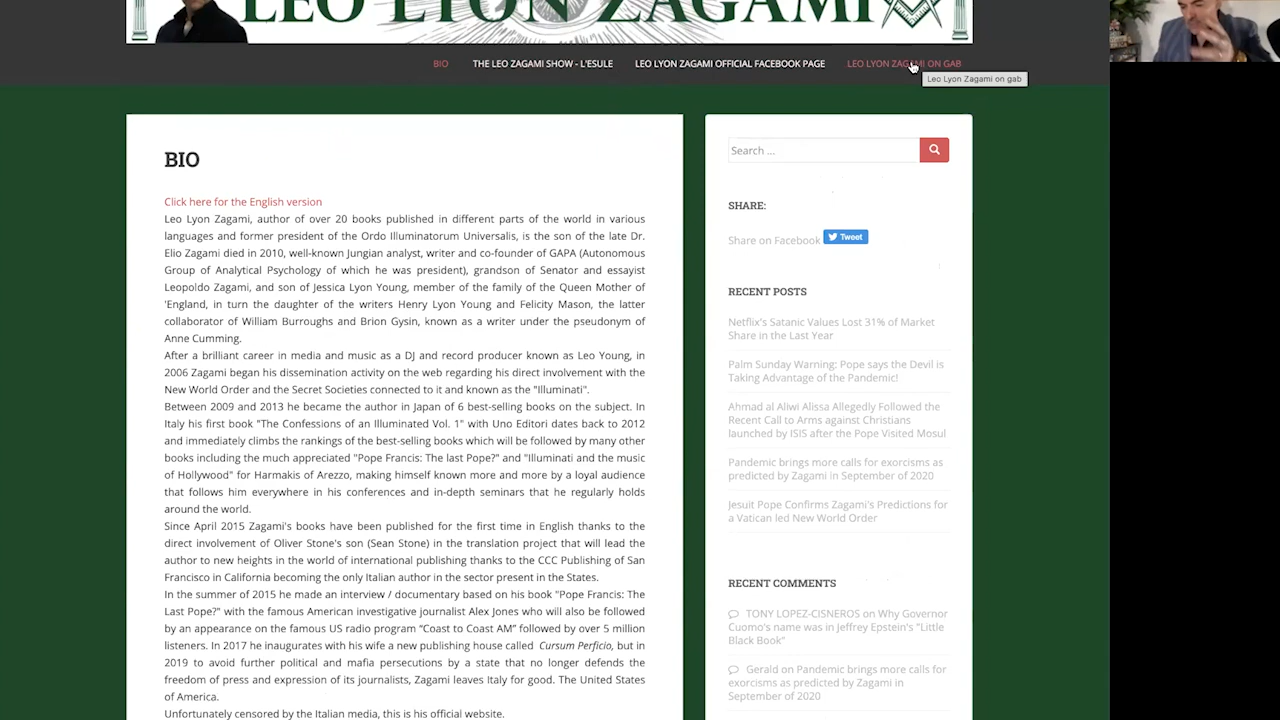 LEO LYON ZAGAMI
BIO
THE LEO ZAGAMI SHOW - L'ESULE
LEO LYON ZAGAMI OFFICIAL FACEBOOK PAGE
LEO LYON ZAGAMI ON GAB
Leo Lyon Zagami on gab
BIO
Click here for the English version
Leo Lyon Zagami, author of over 20 books published in different parts of the world in various
languages and former president of the Ordo Illuminatorum Universalis, is the son of the late Dr.
Elio Zagami died in 2010, well-known Jungian analyst, writer and co-founder of GAPA (Autonomous
Group of Analytical Psychology of which he was president), grandson of Senator and essayist
Leopoldo Zagami, and son of Jessica Lyon Young, member of the family of the Queen Mother of
'England, in turn the daughter of the writers Henry Lyon Young and Felicity Mason, the latter
collaborator of William Burroughs and Brion Gysin, known as a writer under the pseudonym of
Anne Cumming.
After a brilliant career in media and music as a DJ and record producer known as Leo Young, in
2006 Zagami began his dissemination activity on the web regarding his direct involvement with the
New World Order and the Secret Societies connected to it and known as the "Illuminati".
Between 2009 and 2013 he became the author in Japan of 6 best-selling books on the subject. In
Italy his first book "The Confessions of an Illuminated Vol. 1" with Uno Editori dates back to 2012
and immediately climbs the rankings of the best-selling books which will be followed by many other
books including the much appreciated "Pope Francis: The last Pope?" and "Illuminati and the music
of Hollywood" for Harmakis of Arezzo, making himself known more and more by a loyal audience
that follows him everywhere in his conferences and in-depth seminars that he regularly holds
around the world.
Since April 2015 Zagami's books have been published for the first time in English thanks to the
direct involvement of Oliver Stone's son (Sean Stone) in the translation project that will lead the
author to new heights in the world of international publishing thanks to the CCC Publishing of San
Francisco in California becoming the only Italian author in the sector present in the States.
In the summer of 2015 he made an interview / documentary based on his book "Pope Francis: The
Last Pope?" with the famous American investigative journalist Alex Jones who will also be followed
by an appearance on the famous US radio program "Coast to Coast AM" followed by over 5 million
listeners. In 2017 he inaugurates with his wife a new publishing house called Cursum Perficio, but in
2019 to avoid further political and mafia persecutions by a state that no longer defends the
freedom of press and expression of its journalists, Zagami leaves Italy for good. The United States
of America.
Unfortunately censored by the Italian media, this is his official website.
Search ...
SHARE:
Share on Facebook Tweet
RECENT POSTS
Netflix's Satanic Values Lost 31% of Market
Share in the Last Year
Palm Sunday Warning: Pope says the Devil is
Taking Advantage of the Pandemic!
Ahmad al Aliwi Alissa Allegedly Followed the
Recent Call to Arms against Christians
launched by ISIS after the Pope Visited Mosul
Pandemic brings more calls for exorcisms as
predicted by Zagami in September of 2020
Jesuit Pope Confirms Zagami's Predictions for
a Vatican led New World Order
RECENT COMMENTS
TONY LOPEZ-CISNEROS on Why Governor
Cuomo's name was in Jeffrey Epstein's "Little
Black Book"
Gerald on Pandemic brings more calls for
exorcisms as predicted by Zagami in
September of 2020